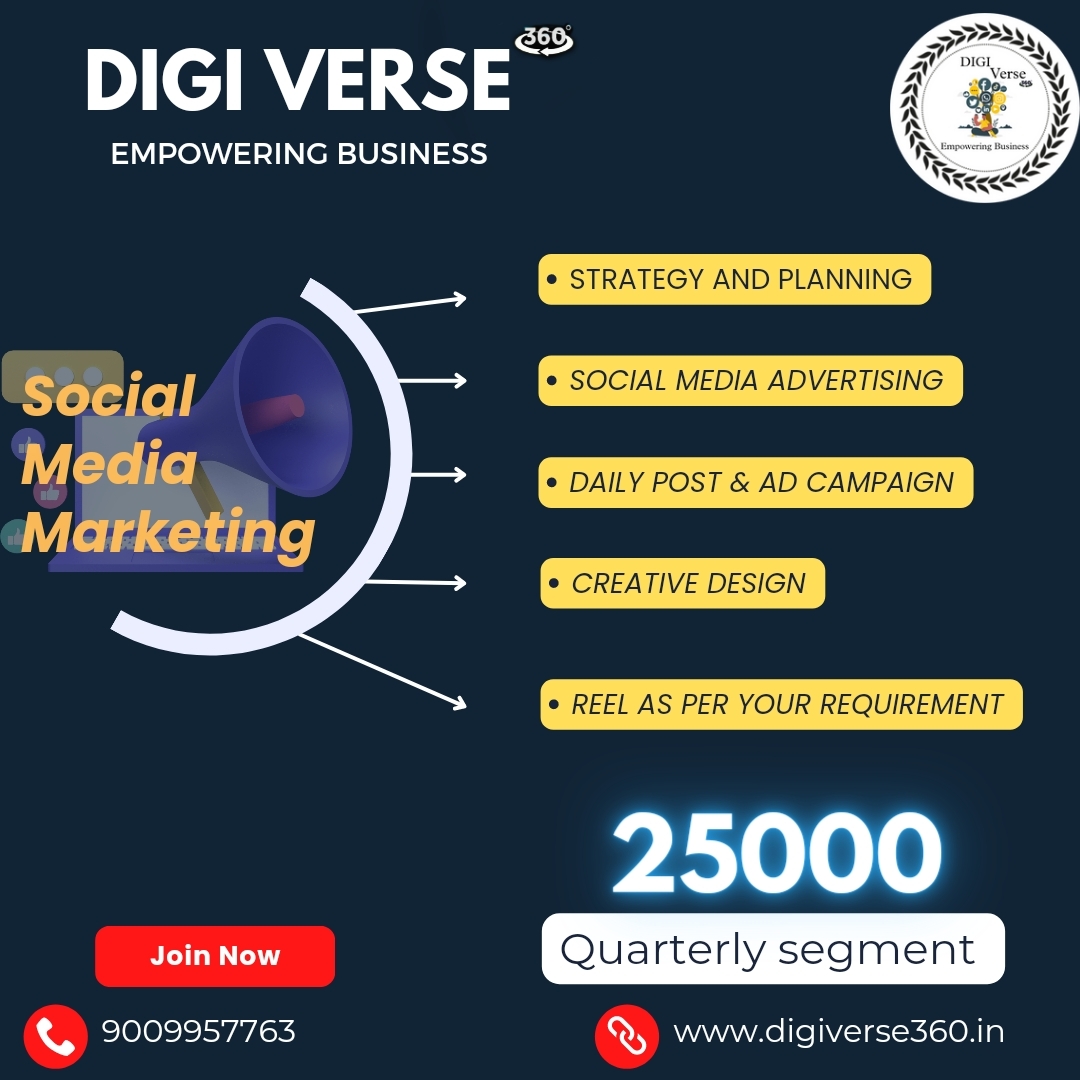 DIGI VERSE
360°
EMPOWERING BUSINESS
DIGI
Verse
360
Empowering Business
Social
Media
Marketing
• STRATEGY AND PLANNING
• SOCIAL MEDIA ADVERTISING
• DAILY POST & AD CAMPAIGN
• CREATIVE DESIGN
• REEL AS PER YOUR REQUIREMENT
25000
Quarterly segment
Join Now
9009957763
www.digiverse360.in